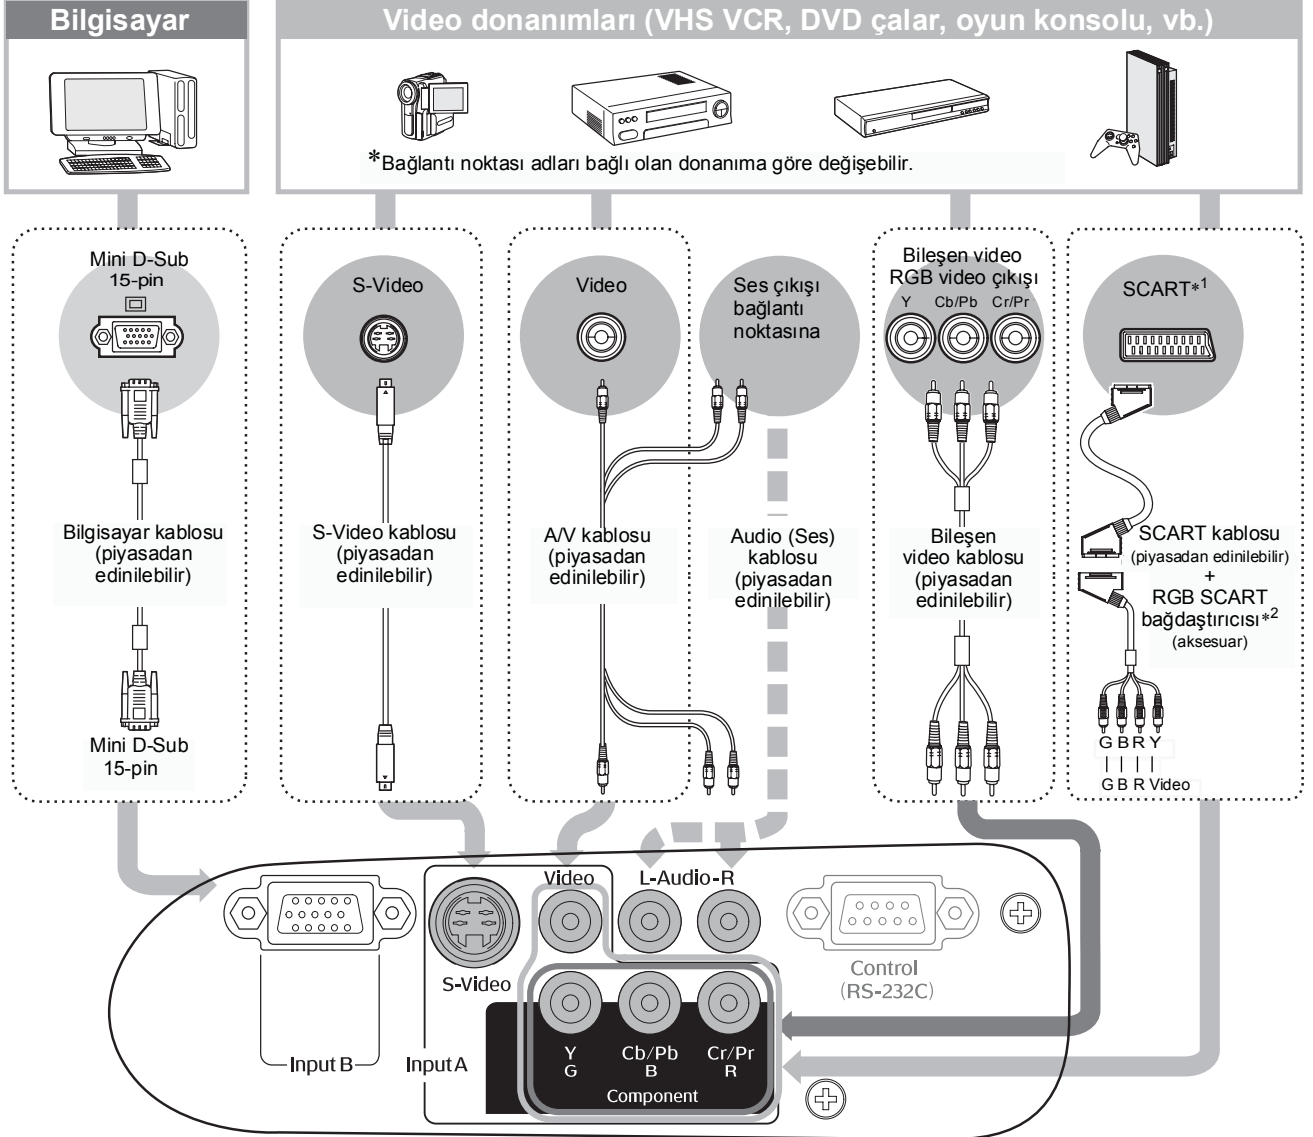 Bilgisayar
Video donanımları (VHS VCR, DVD çalar, oyun konsolu, vb.)
*Bağlantı noktası adları bağlı olan donanıma göre değişebilir.
Mini D-Sub
15-pin
S-Video
Video
Ses çıkışı
bağlantı
noktasına
Bileşen video
RGB video çıkışı
Y Cb/Pb Cr/Pr
SCART*1
Bilgisayar kablosu
(piyasadan
edinilebilir)
S-Video kablosu
(piyasadan
edinilebilir)
A/V kablosu
(piyasadan
edinilebilir)
Audio (Ses)
kablosu
(piyasadan
edinilebilir)
Bileşen
video kablosu
(piyasadan
edinilebilir)
SCART kablosu
(piyasadan edinilebilir)
+
RGB SCART
bağdaştırıcısı*2
(aksesuar)
Mini D-Sub
15-pin
G B R Y
G B R Video
Video
L-Audio-R
S-Video
Control
(RS-232C)
Input B
Input A
Y
G
Cb/Pb
B
Cr/Pr
R
Component